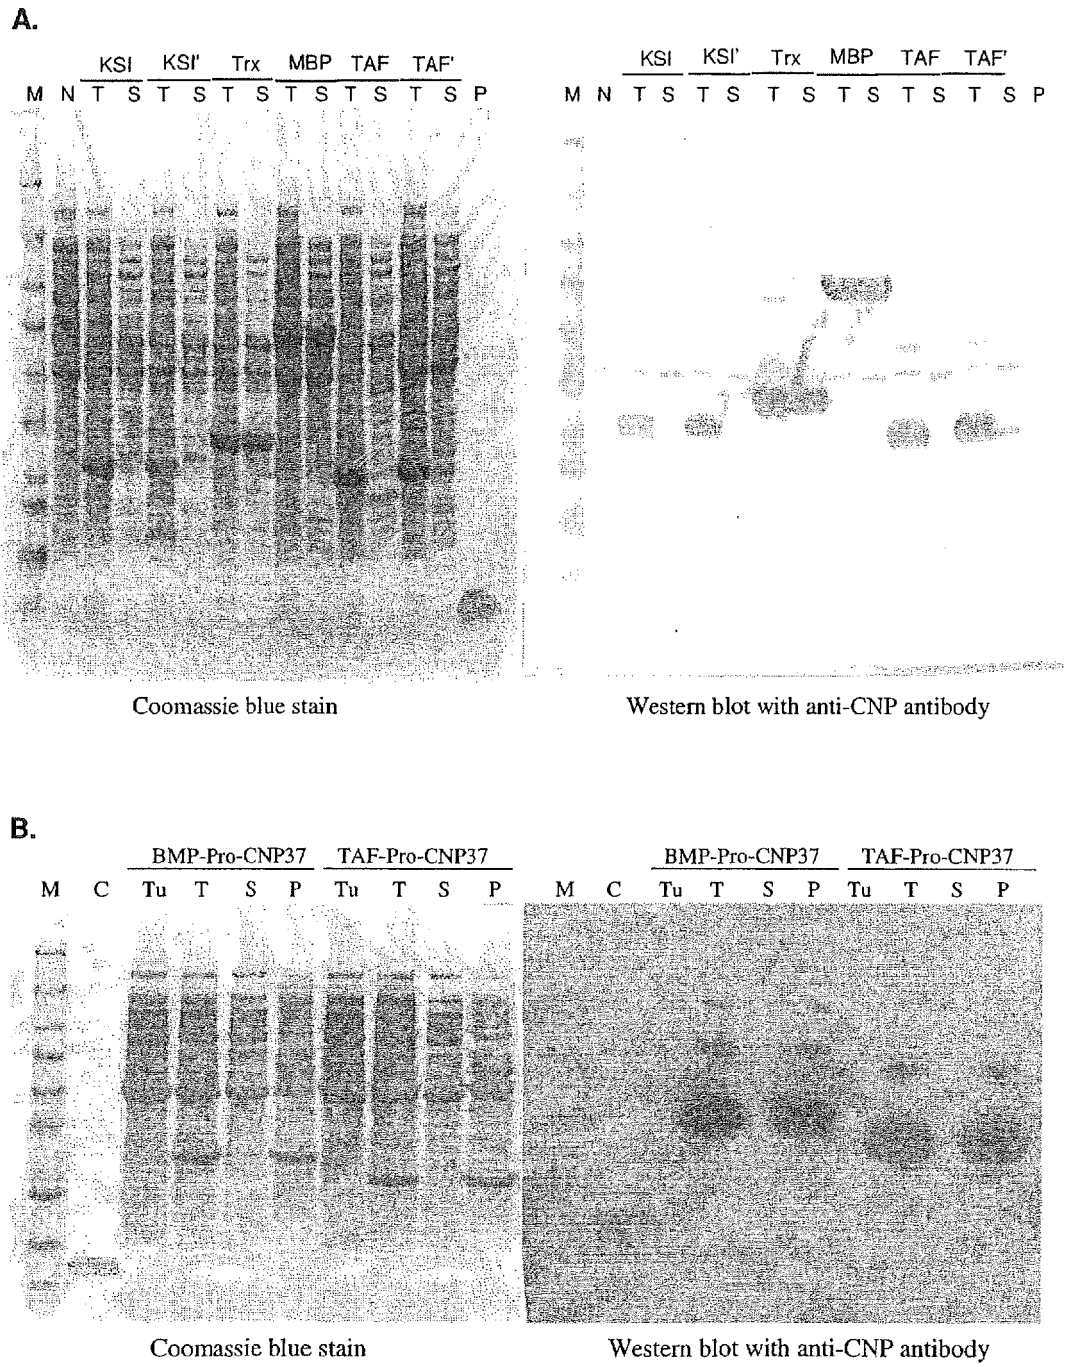 A.
KSI KSI' Trx MBP TAF TAF'
M N T S T S T S T S T S T S P
KSI KSI' Trx MBP TAF TAF'
M N T S T S T S T S T S T S P
Coomassie blue stain
Western blot with anti-CNP antibody
B.
BMP-Pro-CNP37 TAF-Pro-CNP37
M C Tu T S P Tu T S P
BMP-Pro-CNP37 TAF-Pro-CNP37
M C Tu T S P Tu T S P
Coomassie blue stain
Western blot with anti-CNP antibody